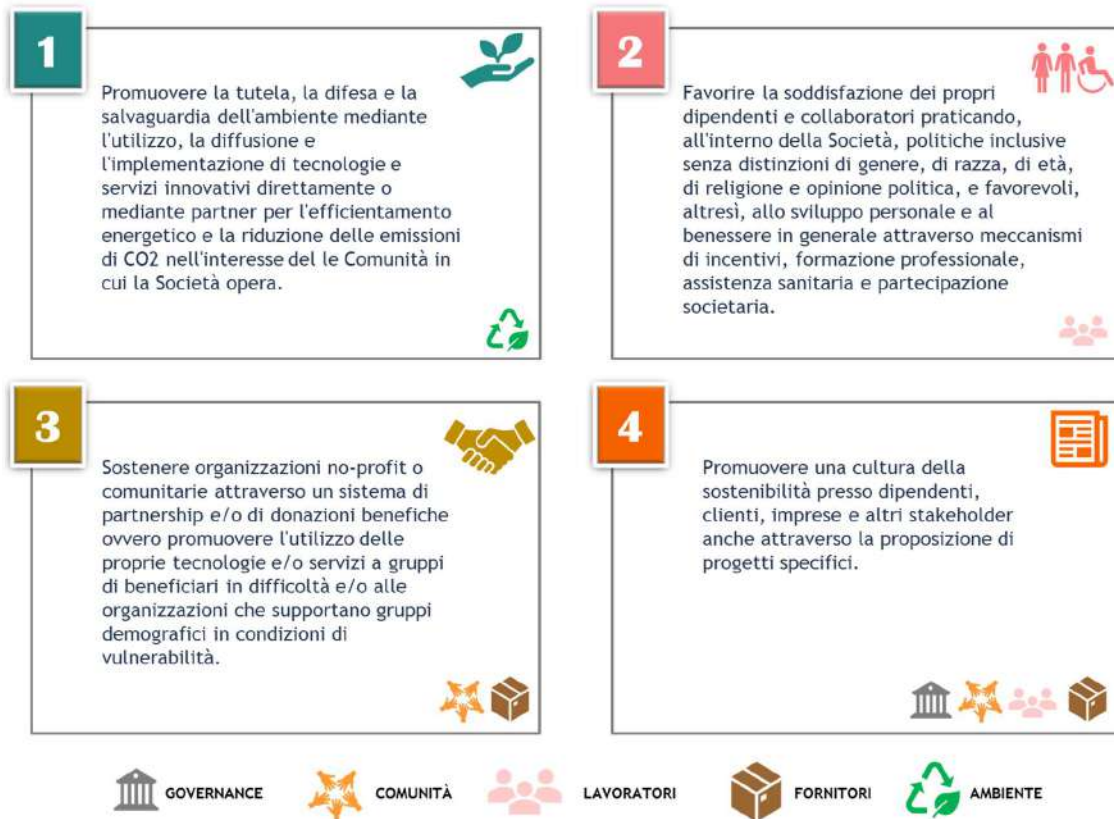 1
Promuovere la tutela, la difesa e la
salvaguardia dell'ambiente mediante
l'utilizzo, la diffusione e
l'implementazione di tecnologie e
servizi innovativi direttamente o
mediante partner per l'efficientamento
energetico e la riduzione delle emissioni
di CO2 nell'interesse del le Comunità in
cui la Società opera.
2
Favorire la soddisfazione dei propri
dipendenti e collaboratori praticando,
all'interno della Società, politiche inclusive
senza distinzioni di genere, di razza, di età,
di religione e opinione politica, e favorevoli,
altresì, allo sviluppo personale e al
benessere in generale attraverso meccanismi
di incentivi, formazione professionale,
assistenza sanitaria e partecipazione
societaria.
3
Sostenere organizzazioni no-profit o
comunitarie attraverso un sistema di
partnership e/o di donazioni benefiche
ovvero promuovere l'utilizzo delle
proprie tecnologie e/o servizi a gruppi
di beneficiari in difficoltà e/o alle
organizzazioni che supportano gruppi
demografici in condizioni di
vulnerabilità.
4
Promuovere una cultura della
sostenibilità presso dipendenti,
clienti, imprese e altri stakeholder
anche attraverso la proposizione di
progetti specifici.
GOVERNANCE
COMUNITÀ
LAVORATORI
FORNITORI
AMBIENTE